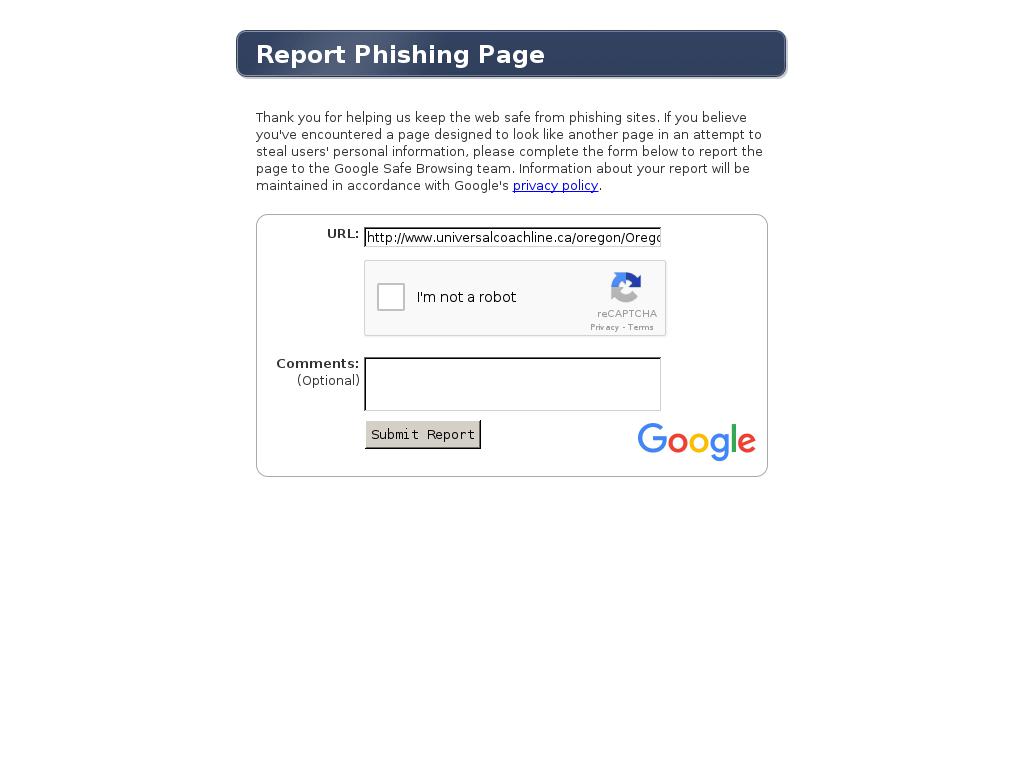 Report Phishing Page
Thank you for helping us keep the web safe from phishing sites. If you believe
you've encountered a page designed to look like another page in an attempt to
steal users' personal information, please complete the form below to report the
page to the Google Safe Browsing team. Information about your report will be
maintained in accordance with Google's privacy policy.
URL: http://www.universalcoachline.ca/oregon/Orego
I'm not a robot
reCAPTCHA
Privacy - Terms
Comments:
(Optional)
Submit Report
Google